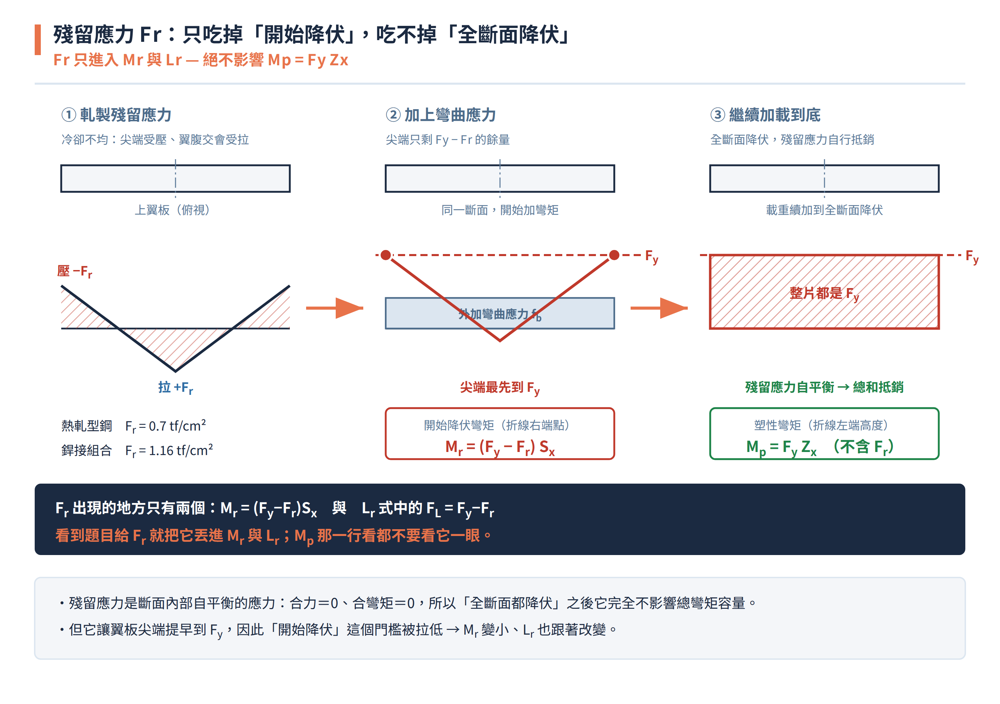 殘留應力 Fr：只吃掉「開始降伏」，吃不掉「全斷面降伏」
Fr 只進入 Mr 與 Lr — 絕不影響 Mp = Fy Zx
① 軋製殘留應力
冷卻不均：尖端受壓、翼腹交會受拉
上翼板（俯視）
壓 −Fr
拉 +Fr
熱軋型鋼　Fr = 0.7 tf/cm²
銲接組合　Fr = 1.16 tf/cm²
② 加上彎曲應力
尖端只剩 Fy − Fr 的餘量
同一斷面，開始加彎矩
Fy
外加彎曲應力 fb
尖端最先到 Fy
開始降伏彎矩（折線右端點）
Mr = (Fy − Fr) Sx
③ 繼續加載到底
全斷面降伏，殘留應力自行抵銷
載重續加到全斷面降伏
Fy
整片都是 Fy
殘留應力自平衡 → 總和抵銷
塑性彎矩（折線左端高度）
Mp = Fy Zx （不含 Fr）
Fr 出現的地方只有兩個：Mr = (Fy−Fr)Sx　與　Lr 式中的 FL = Fy−Fr
看到題目給 Fr 就把它丟進 Mr 與 Lr；Mp 那一行看都不要看它一眼。
・殘留應力是斷面內部自平衡的應力：合力＝0、合彎矩＝0，所以「全斷面都降伏」之後它完全不影響總彎矩容量。
・但它讓翼板尖端提早到 Fy，因此「開始降伏」這個門檻被拉低 → Mr 變小、Lr 也跟著改變。